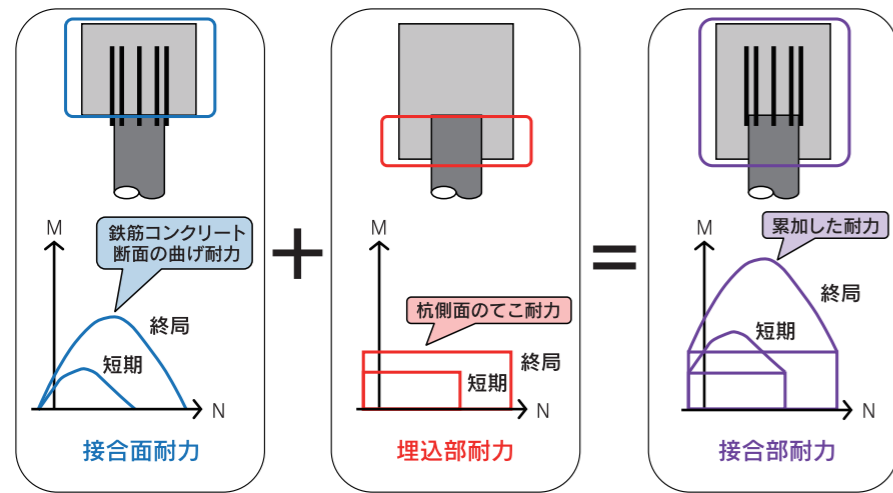 M
鉄筋コンクリート
断面の曲げ耐力
終局
短期
N
接合面耐力
+
M
杭側面のてこ耐力
終局
短期
N
埋込部耐力
=
M
累加した耐力
終局
短期
N
接合部耐力